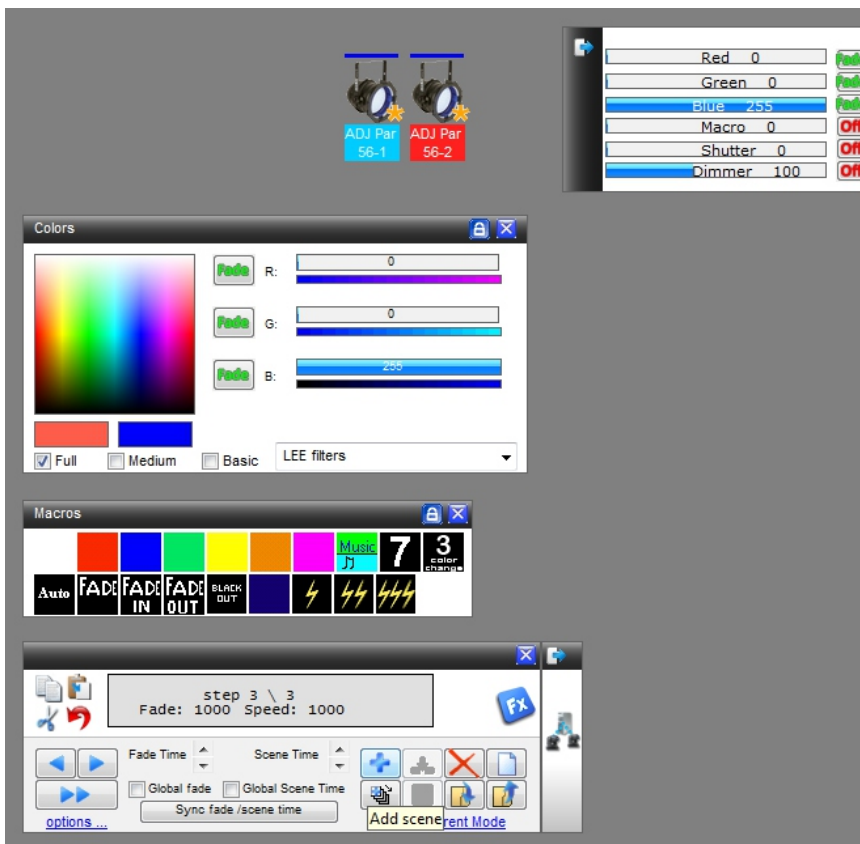 ADJ Par
56-1
ADJ Par
56-2
Red 0
Green 0
Blue 255
Macro 0
Shutter 0
Off
Off
Off
Dimmer 100
Colors
Fade R: 0
Fade G: 0
Fade B: 255
Full Medium Basic LEE filters
Macros
Music 7 3
color
change
Auto FADE FADE IN FADE OUT BLACK OUT
step 3 \ 3
Fade: 1000 Speed: 1000
Fx
Fade Time Scene Time
Global fade Global Scene Time
Sync fade /scene time
Add scene
options ... rent Mode